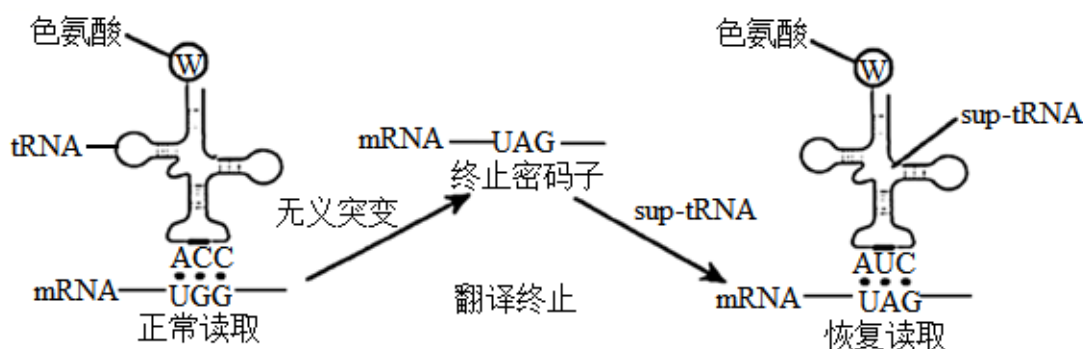 色氨酸
W
tRNA
ACC
mRNA
UGG
正常读取
无义突变
mRNA
UAG
终止密码子
翻译终止
sup-tRNA
色氨酸
W
sup-tRNA
AUC
mRNA
UAG
恢复读取